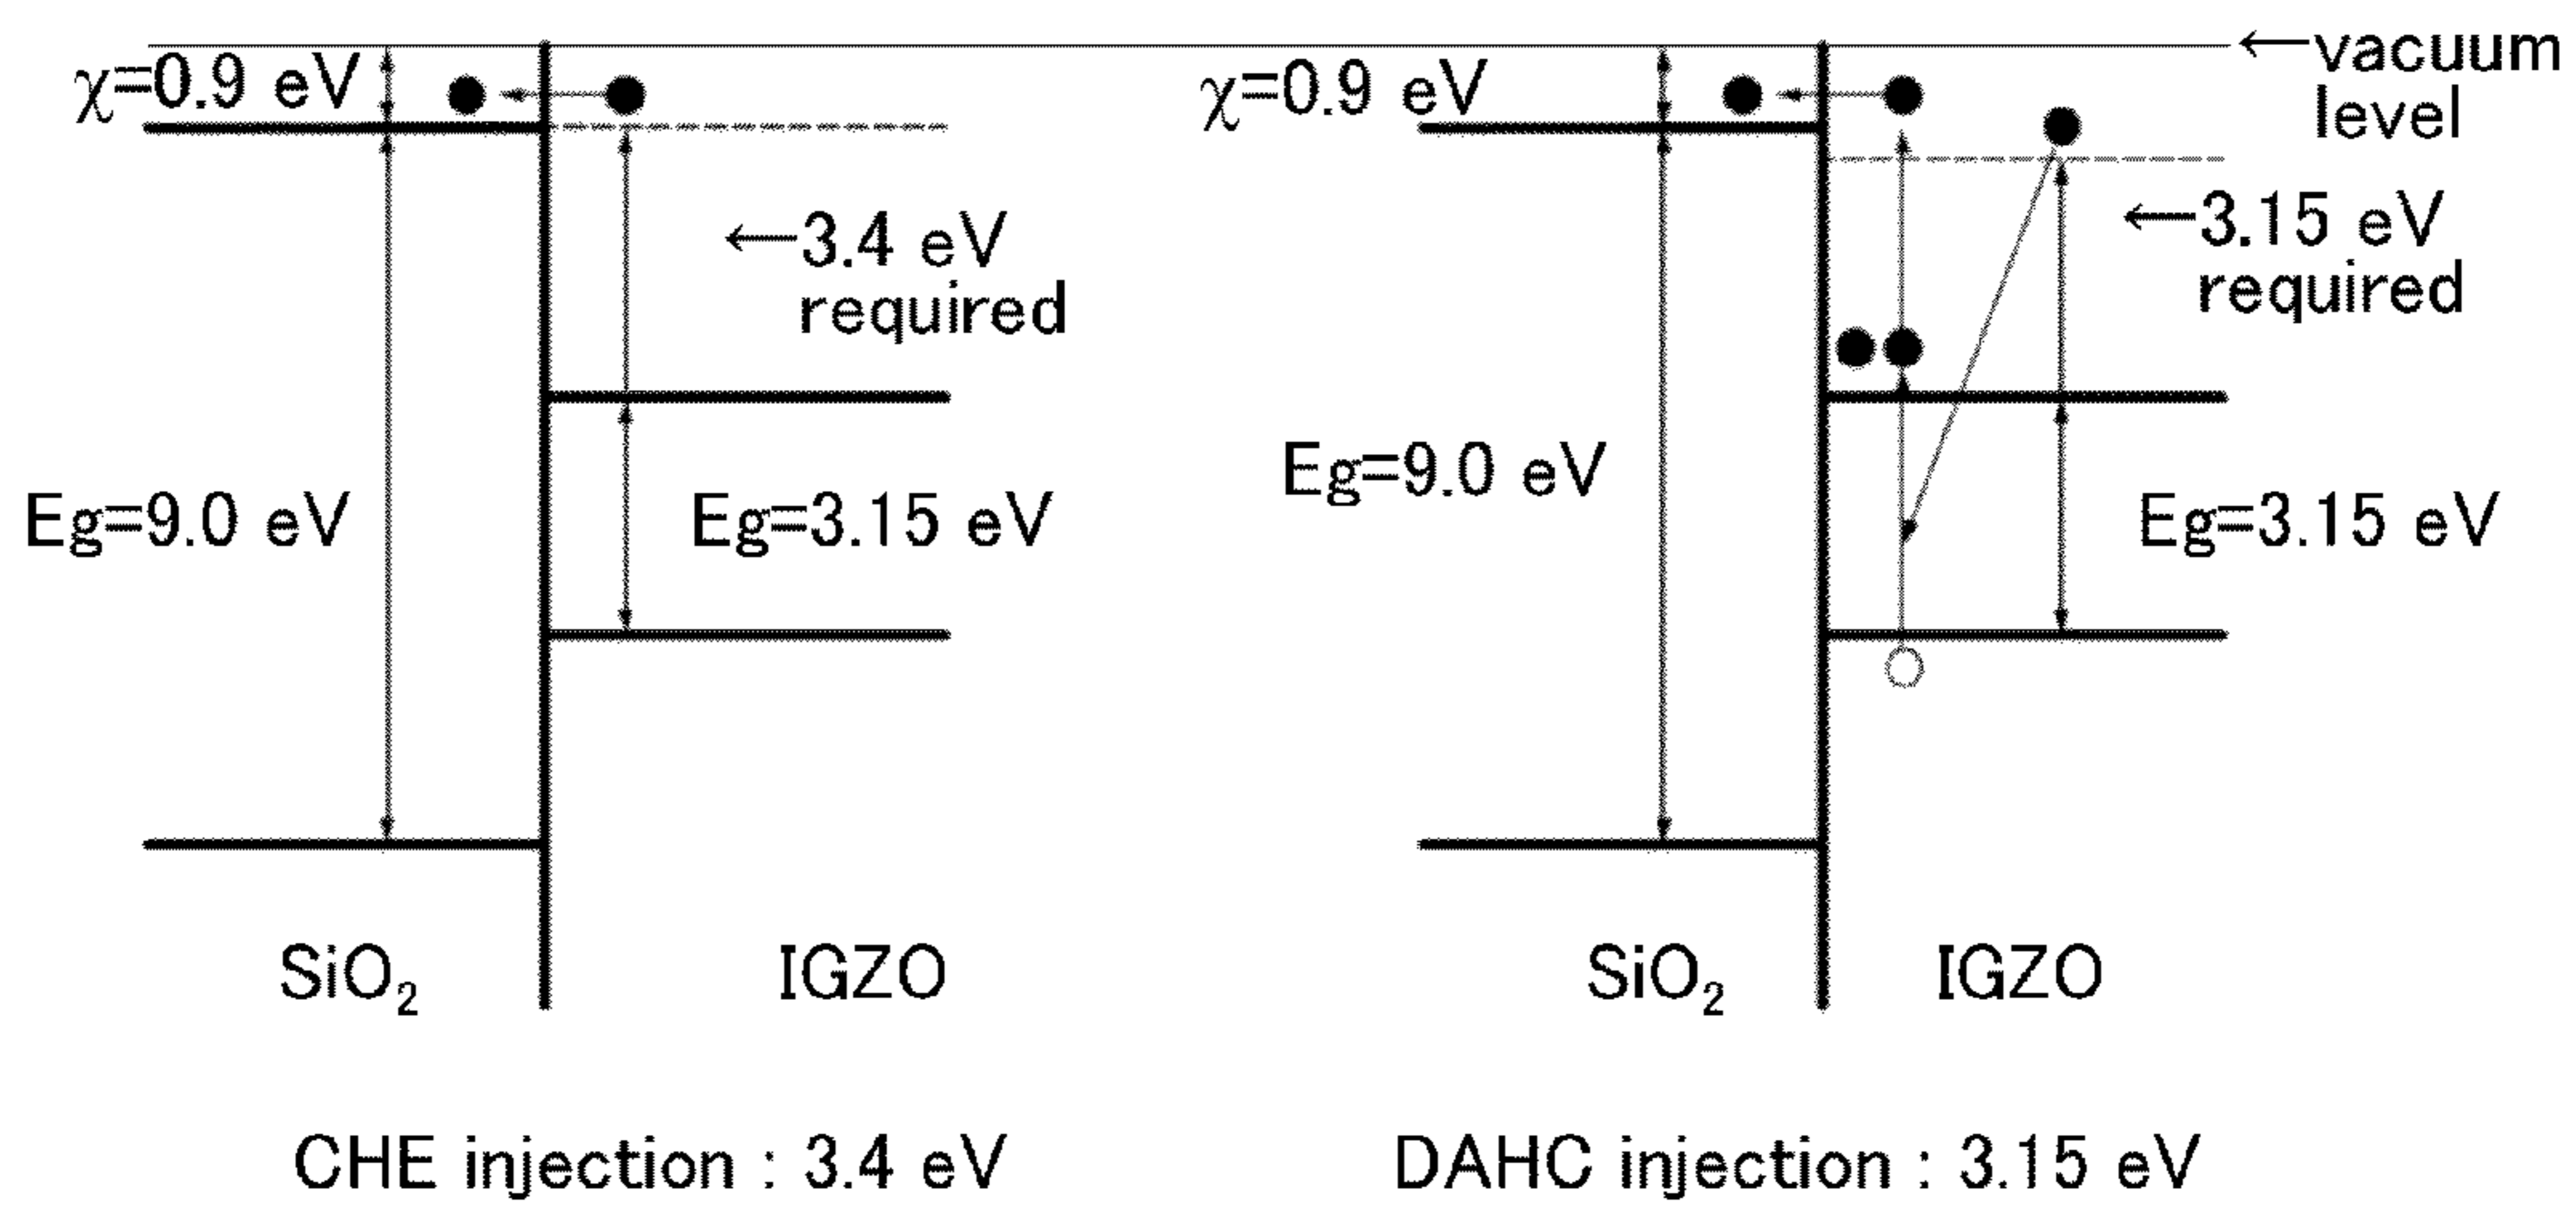 χ=0.9 eV
←3.4 eV
required
Eg=9.0 eV
Eg=3.15 eV
SiO₂
IGZO
CHE injection : 3.4 eV
χ=0.9 eV
←vacuum
level
←3.15 eV
required
Eg=9.0 eV
Eg=3.15 eV
SiO₂
IGZO
DAHC injection : 3.15 eV